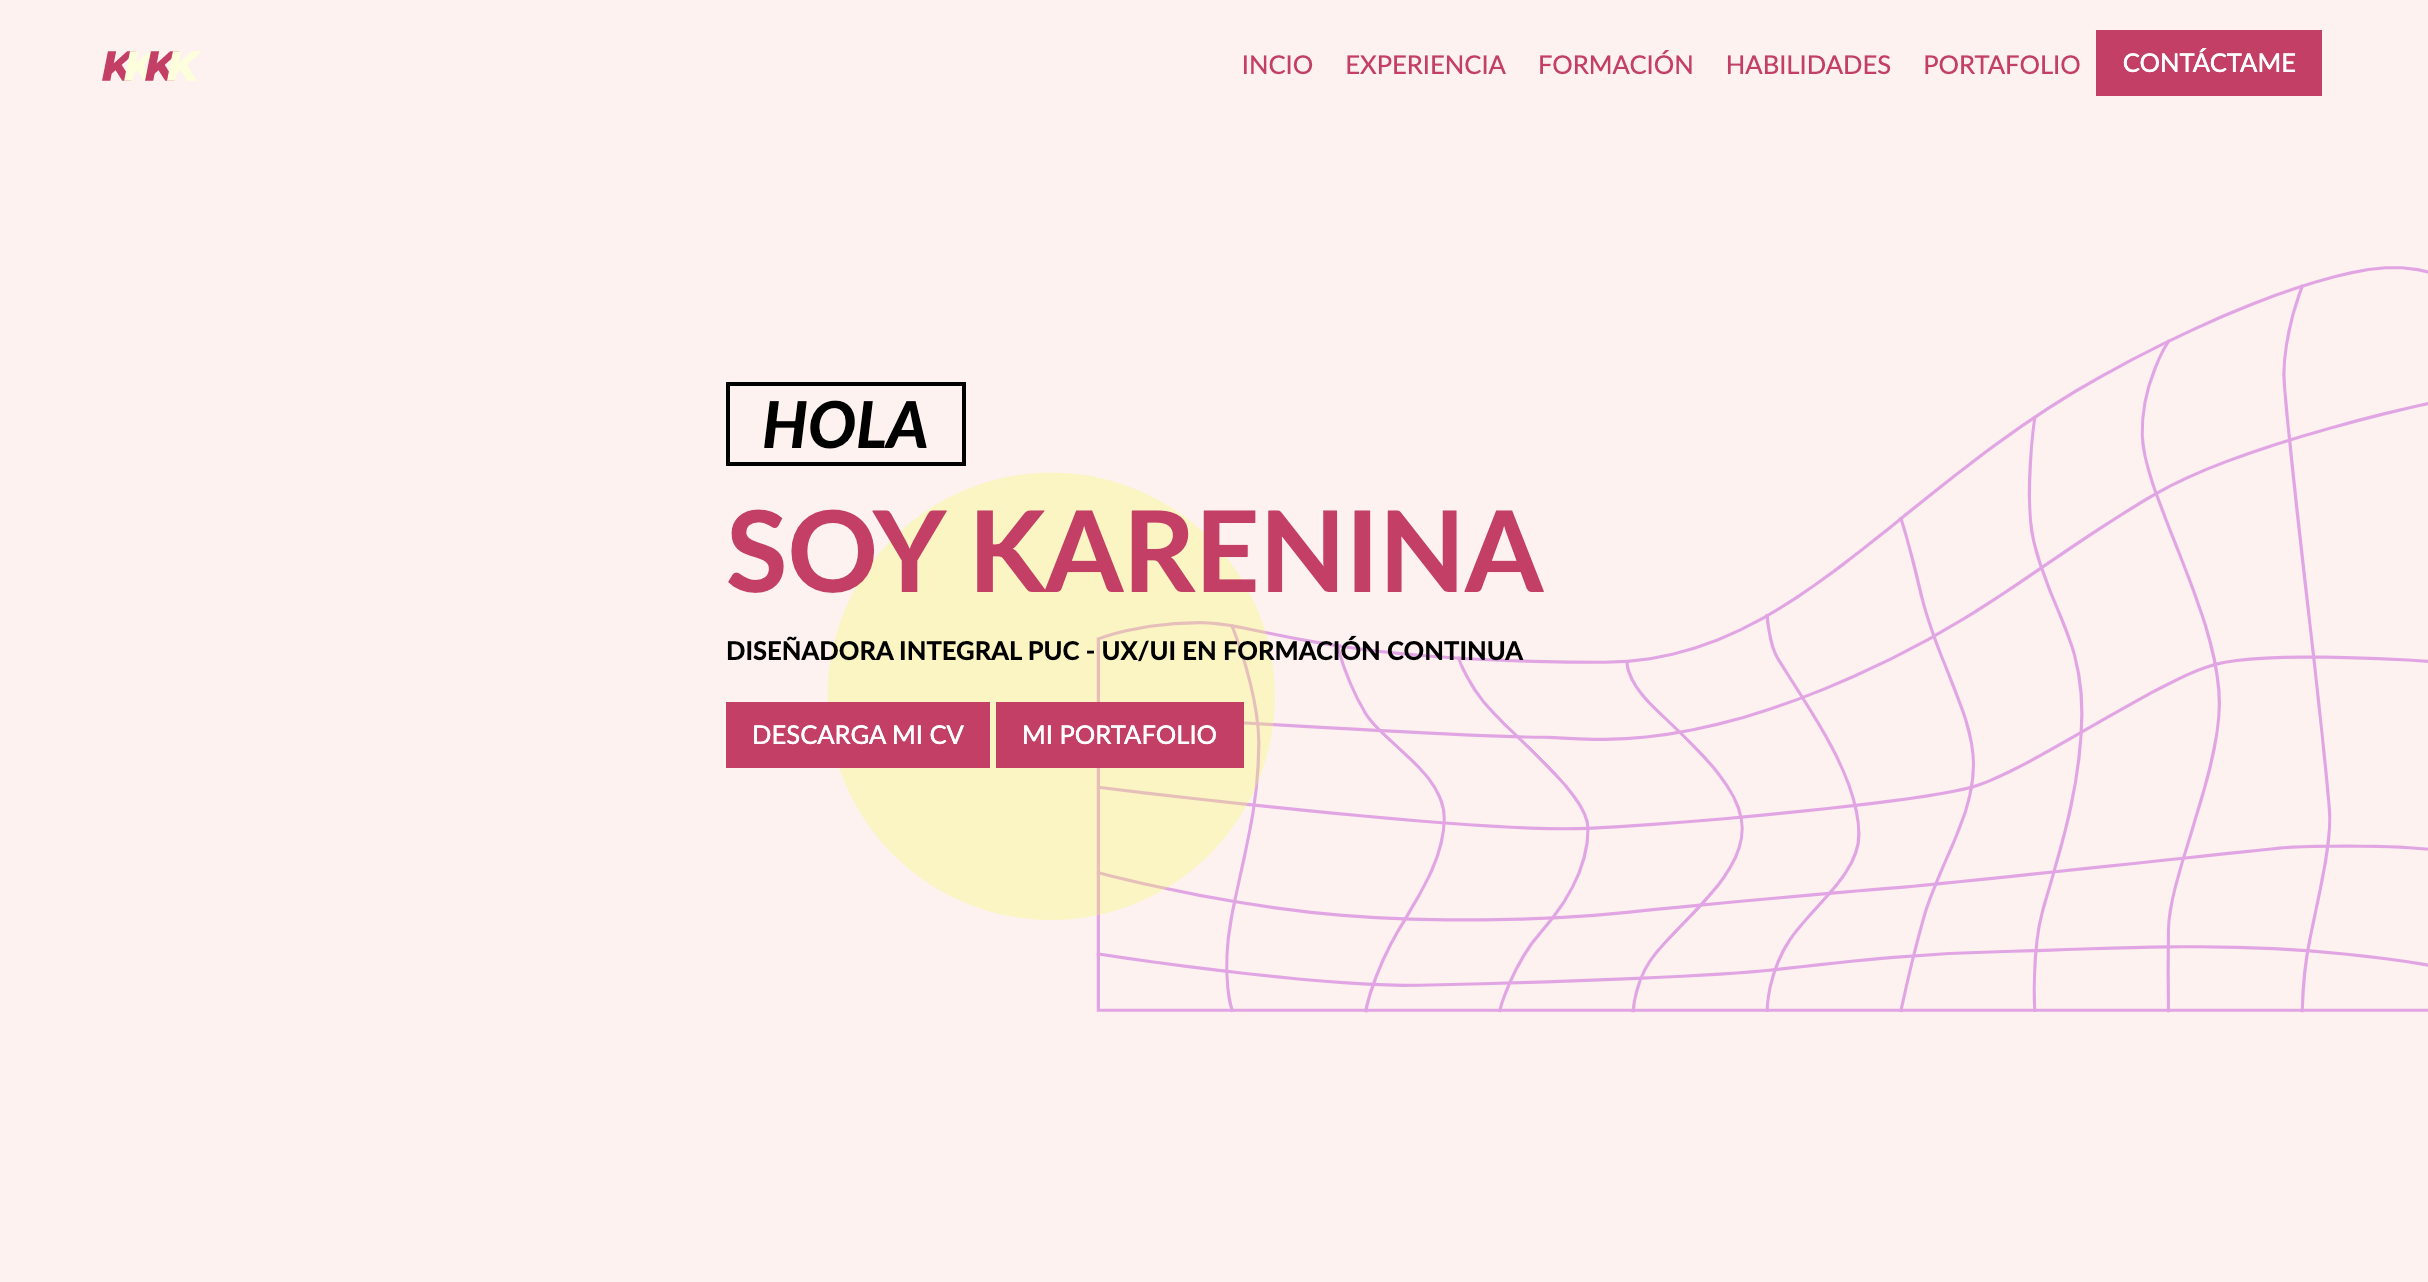 KKKK
INCIO EXPERIENCIA FORMACIÓN HABILIDADES PORTAFOLIO CONTÁCTAME
HOLA
SOY KARENINA
DISEÑADORA INTEGRAL PUC - UX/UI EN FORMACIÓN CONTINUA
DESCARGA MI CV MI PORTAFOLIO